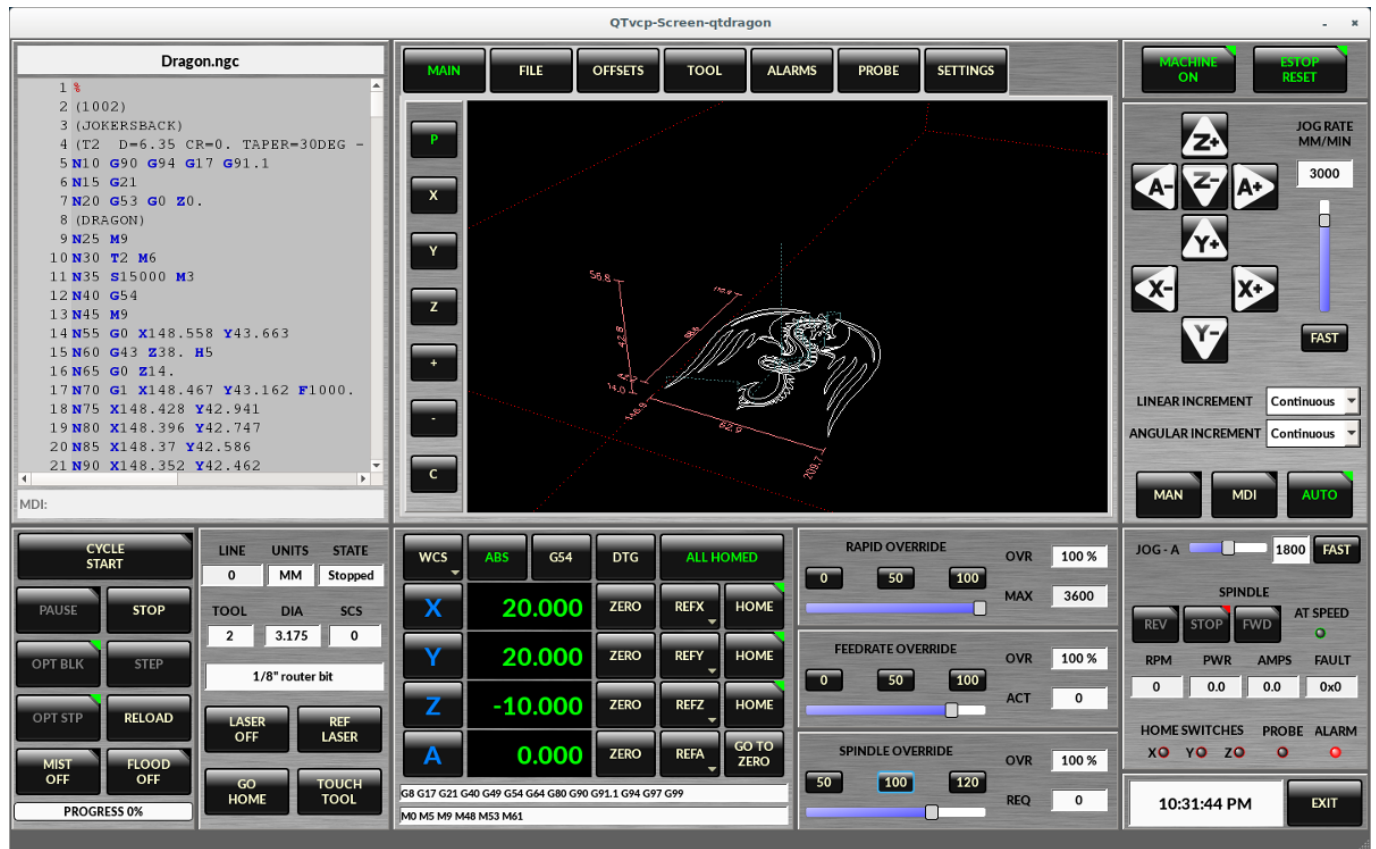 QTvcp-Screen-qtdragon
Dragon.ngc
1 %
2 (1002)
3 (JOKERSBACK)
4 (T2  D=6.35 CR=0. TAPER=30DEG -
5 N10 G90 G94 G17 G91.1
6 N15 G21
7 N20 G53 G0 Z0.
8 (DRAGON)
9 N25 M9
10 N30 T2 M6
11 N35 S15000 M3
12 N40 G54
13 N45 M9
14 N55 G0 X148.558 Y43.663
15 N60 G43 Z38. H5
16 N65 G0 Z14.
17 N70 G1 X148.467 Y43.162 F1000.
18 N75 X148.428 Y42.941
19 N80 X148.396 Y42.747
20 N85 X148.37 Y42.586
21 N90 X148.352 Y42.462
MDI:
MAIN FILE OFFSETS TOOL ALARMS PROBE SETTINGS
P
X
Y
Z
+
-
C
56.8
42.8
14.0
146.9
62.9
209.7
MACHINE ON
ESTOP RESET
Z+
A- Z- A+
Y+
X- X+
Y-
JOG RATE
MM/MIN
3000
FAST
LINEAR INCREMENT Continuous
ANGULAR INCREMENT Continuous
MAN MDI AUTO
CYCLE START
PAUSE STOP
OPT BLK STEP
OPT STP RELOAD
MIST OFF FLOOD OFF
PROGRESS 0%
LINE UNITS STATE
0 MM Stopped
TOOL DIA SCS
2 3.175 0
1/8" router bit
LASER OFF REF LASER
GO HOME TOUCH TOOL
WCS ABS G54 DTG ALL HOMED
X 20.000 ZERO REFX HOME
Y 20.000 ZERO REFY HOME
Z -10.000 ZERO REFZ HOME
A 0.000 ZERO REFA GO TO ZERO
G8 G17 G21 G40 G49 G54 G64 G80 G90 G91.1 G94 G97 G99
M0 M5 M9 M48 M53 M61
RAPID OVERRIDE OVR 100 %
0 50 100
MAX 3600
FEEDRATE OVERRIDE OVR 100 %
0 50 100
ACT 0
SPINDLE OVERRIDE OVR 100 %
50 100 120
REQ 0
JOG - A 1800 FAST
SPINDLE
REV STOP FWD AT SPEED
RPM PWR AMPS FAULT
0 0.0 0.0 0x0
HOME SWITCHES PROBE ALARM
X Y Z
10:31:44 PM EXIT